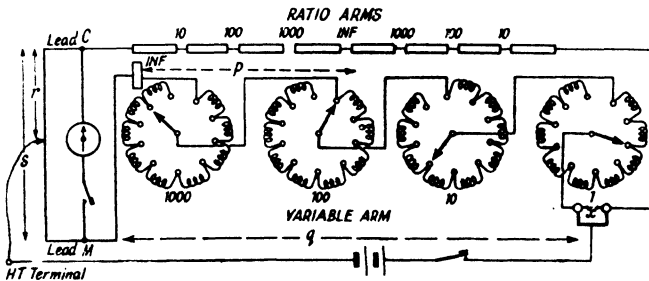 RATIO ARMS
10 100 1000 INF 1000 100 10
Lead C
INF
p
r
s
1000 100 10 1
x
VARIABLE ARM
q
Lead M
HT Terminal